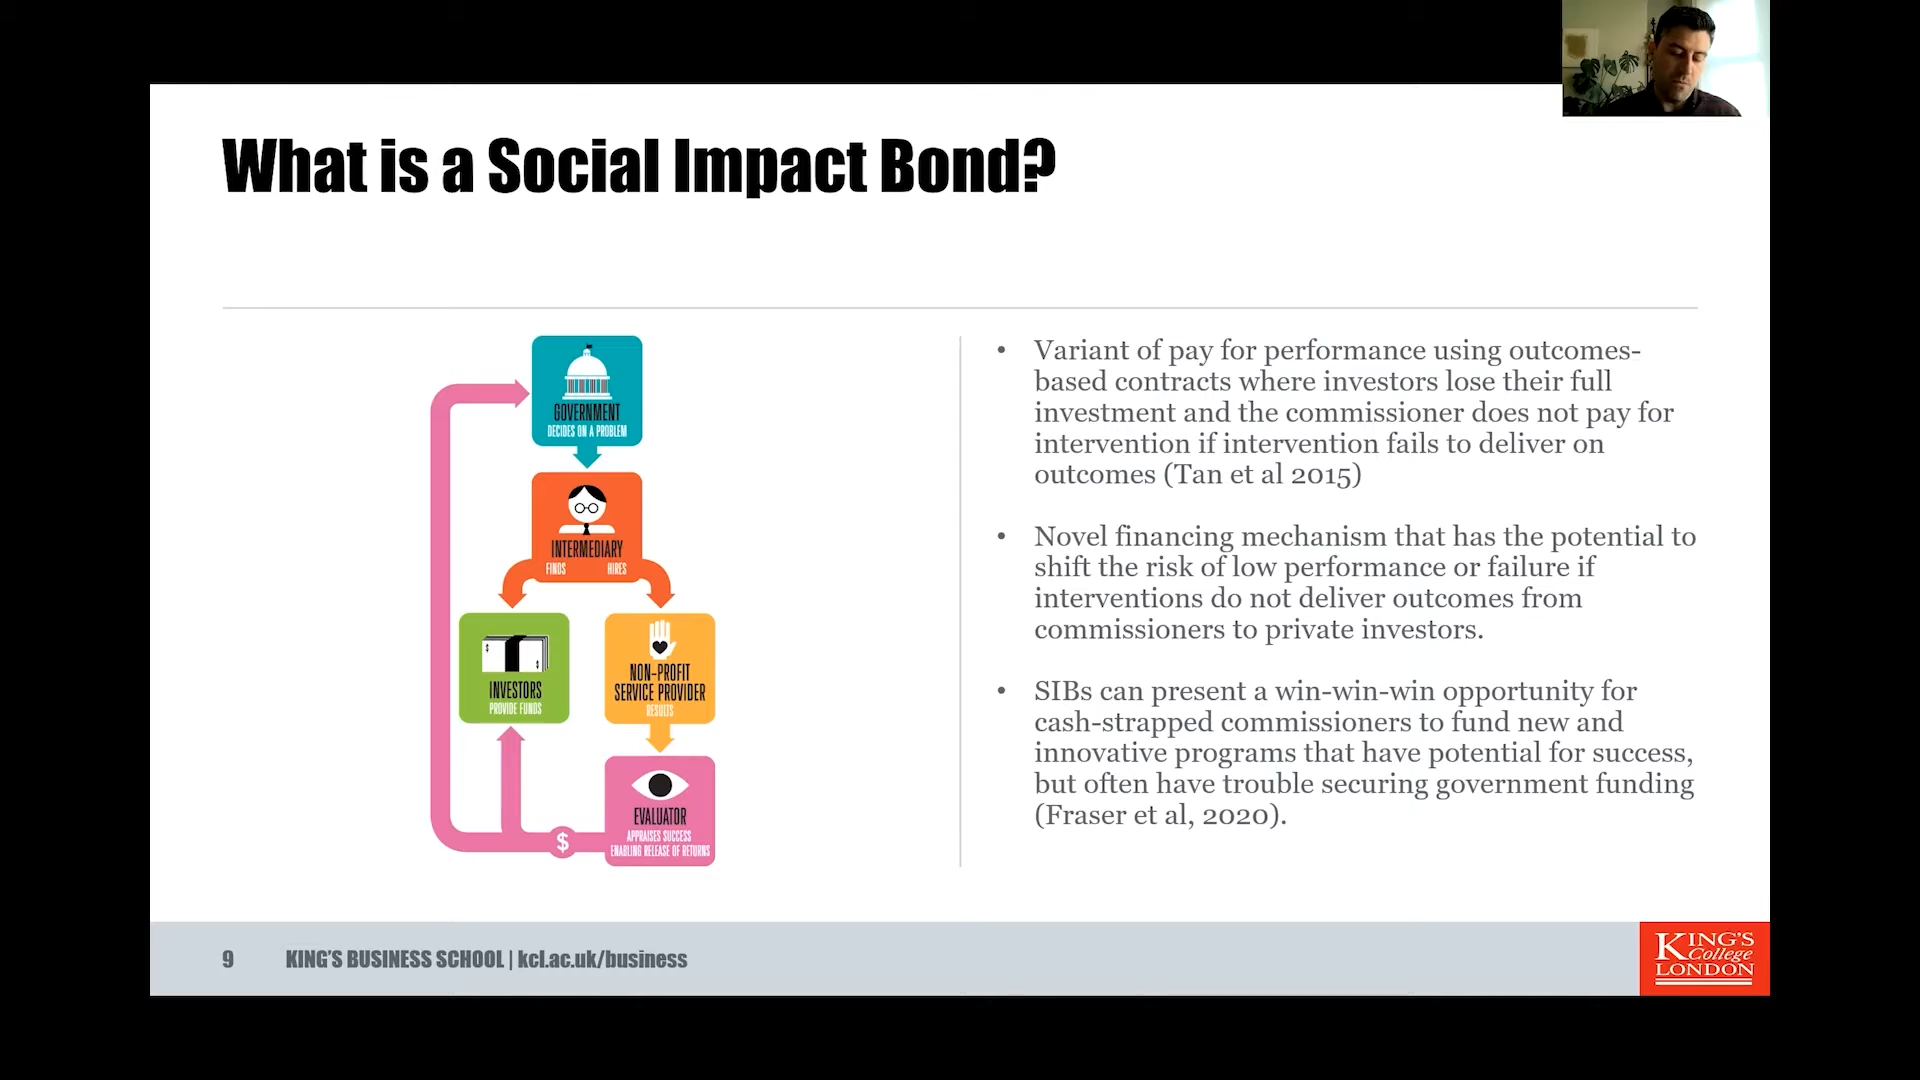 What is a Social Impact Bond?
GOVERNMENT
DECIDES ON A PROBLEM
INTERMEDIARY
FINDS HIRES
INVESTORS
PROVIDE FUNDS
NON-PROFIT
SERVICE PROVIDER
RESULTS
EVALUATOR
APPRAISES SUCCESS
ENABLING RELEASE OF RETURNS
$
• Variant of pay for performance using outcomes-
based contracts where investors lose their full
investment and the commissioner does not pay for
intervention if intervention fails to deliver on
outcomes (Tan et al 2015)
• Novel financing mechanism that has the potential to
shift the risk of low performance or failure if
interventions do not deliver outcomes from
commissioners to private investors.
• SIBs can present a win-win-win opportunity for
cash-strapped commissioners to fund new and
innovative programs that have potential for success,
but often have trouble securing government funding
(Fraser et al, 2020).
9 KING'S BUSINESS SCHOOL | kcl.ac.uk/business
KING'S
College
LONDON